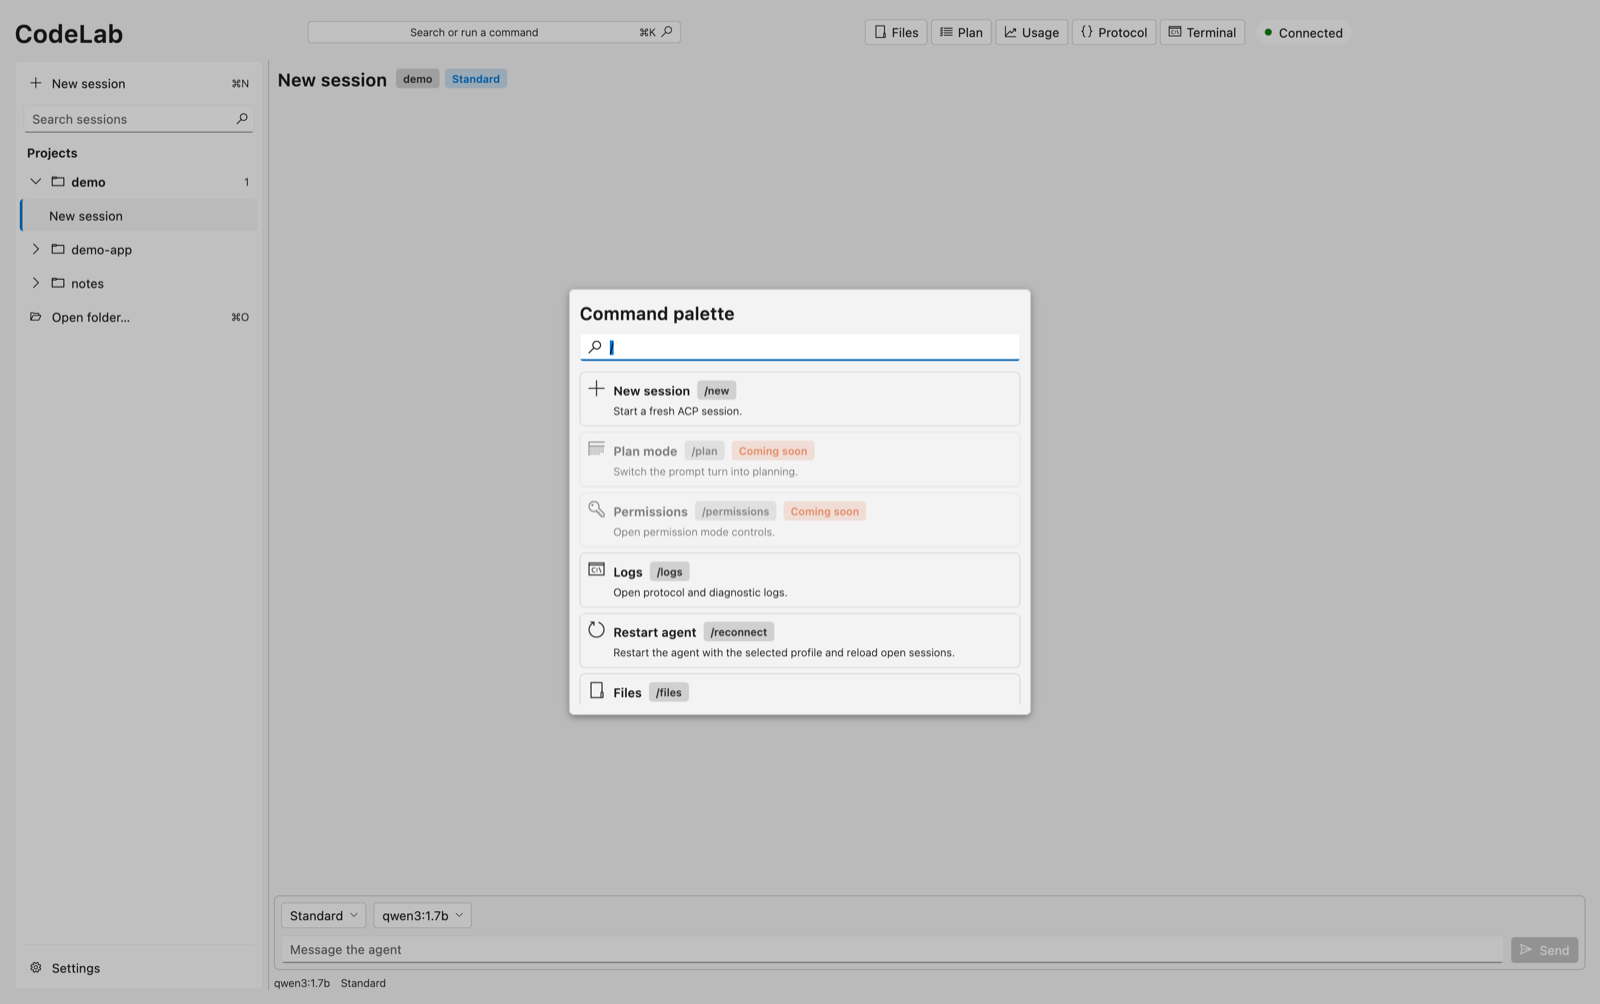 CodeLab
Search or run a command ⌘K
Files Plan Usage Protocol Terminal Connected
New session ⌘N
Search sessions
Projects
demo 1
New session
demo-app
notes
Open folder... ⌘O
Settings
New session demo Standard
Command palette
/
New session /new
Start a fresh ACP session.
Plan mode /plan Coming soon
Switch the prompt turn into planning.
Permissions /permissions Coming soon
Open permission mode controls.
Logs /logs
Open protocol and diagnostic logs.
Restart agent /reconnect
Restart the agent with the selected profile and reload open sessions.
Files /files
Standard qwen3:1.7b
Message the agent Send
qwen3:1.7b Standard